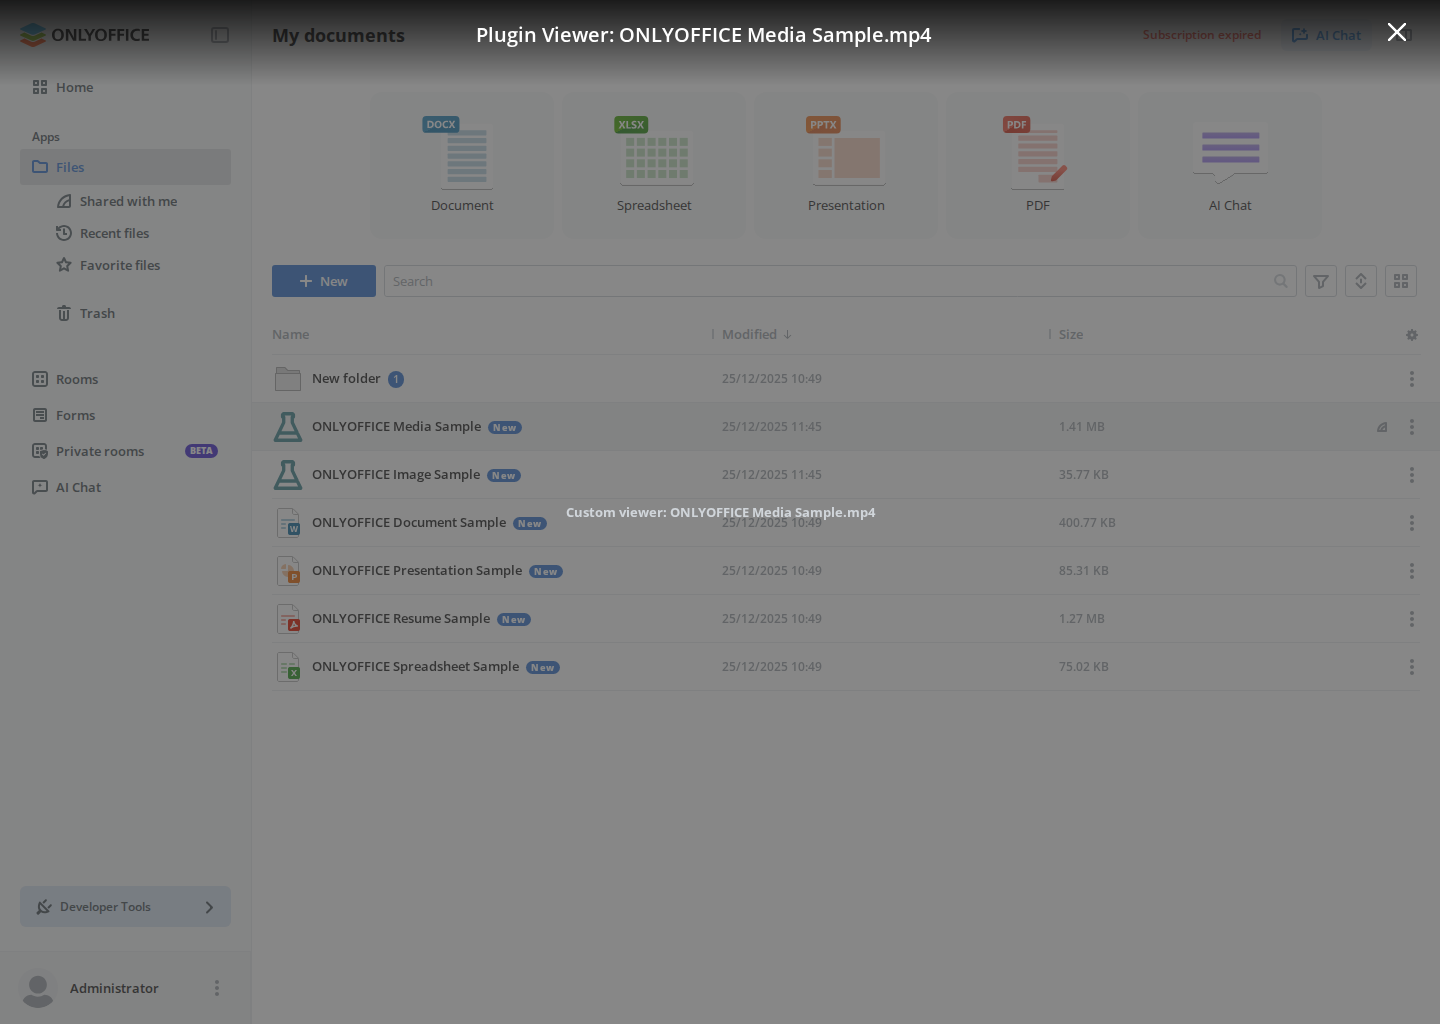 ONLYOFFICE
My documents
Plugin Viewer: ONLYOFFICE Media Sample.mp4
Subscription expired
AI Chat
Home
Apps
Files
Shared with me
Recent files
Favorite files
Trash
Rooms
Forms
Private rooms BETA
AI Chat
DOCX
Document
XLSX
Spreadsheet
PPTX
Presentation
PDF
PDF
AI Chat
New
Search
Name Modified Size
New folder 1 25/12/2025 10:49
ONLYOFFICE Media Sample New 25/12/2025 11:45 1.41 MB
ONLYOFFICE Image Sample New 25/12/2025 11:45 35.77 KB
Custom viewer: ONLYOFFICE Media Sample.mp4
ONLYOFFICE Document Sample New 25/12/2025 10:49 400.77 KB
W
ONLYOFFICE Presentation Sample New 25/12/2025 10:49 85.31 KB
P
ONLYOFFICE Resume Sample New 25/12/2025 10:49 1.27 MB
ONLYOFFICE Spreadsheet Sample New 25/12/2025 10:49 75.02 KB
X
Developer Tools
Administrator